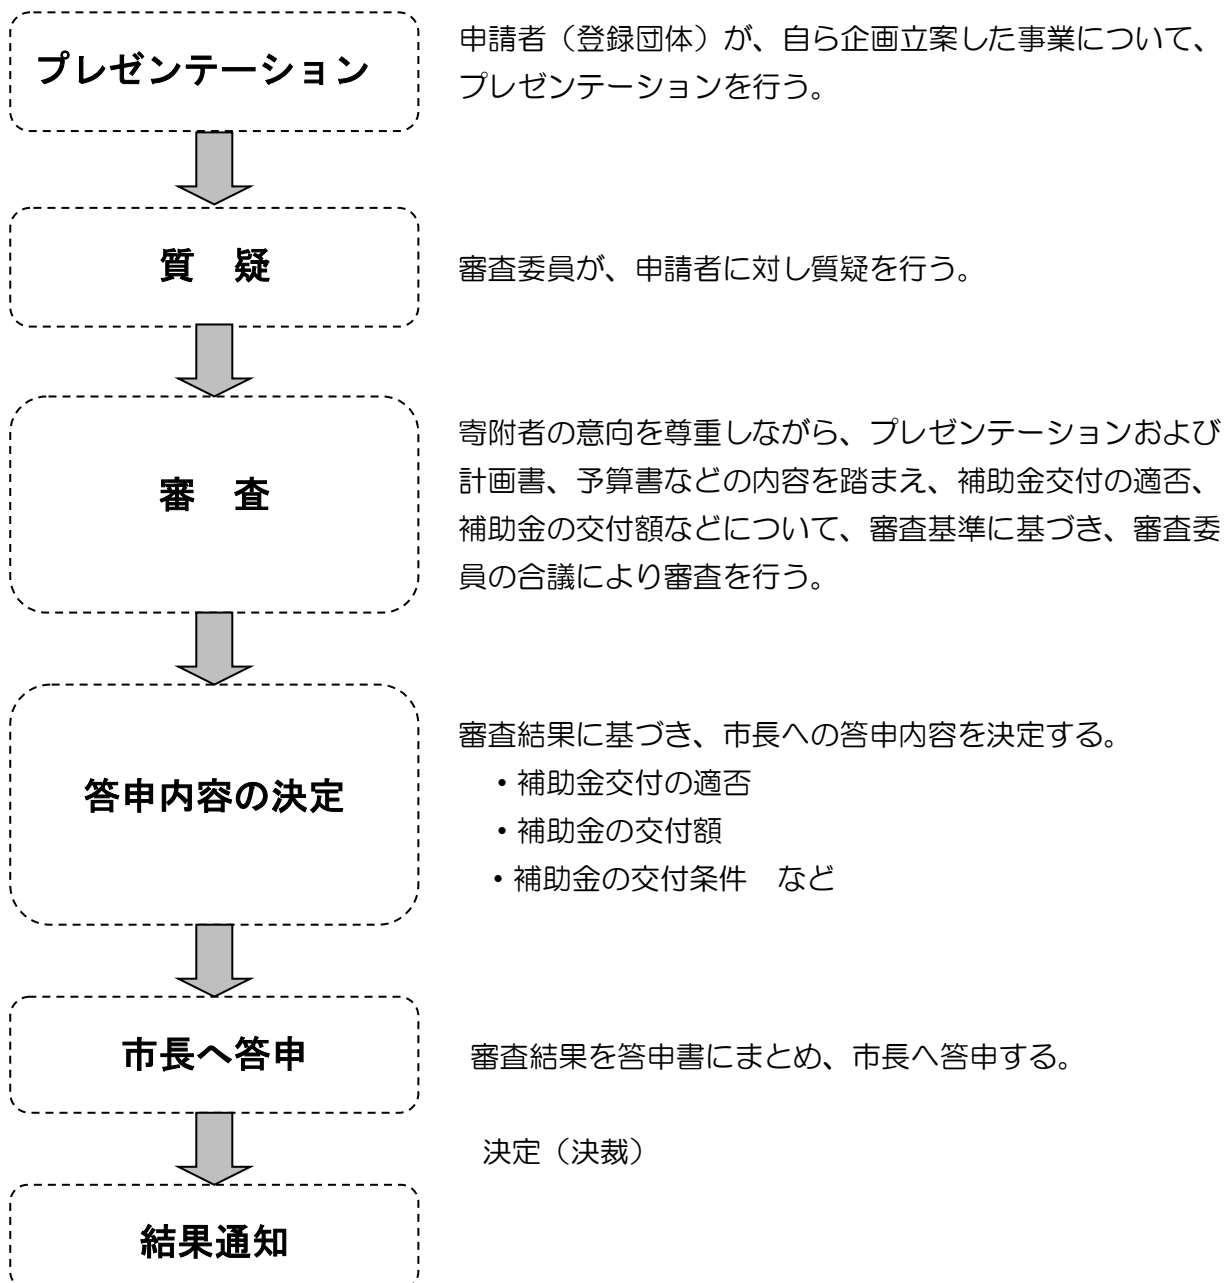 プレゼンテーション
申請者（登録団体）が、自ら企画立案した事業について、
プレゼンテーションを行う。
質　疑
審査委員が、申請者に対し質疑を行う。
審　査
寄附者の意向を尊重しながら、プレゼンテーションおよび
計画書、予算書などの内容を踏まえ、補助金交付の適否、
補助金の交付額などについて、審査基準に基づき、審査委
員の合議により審査を行う。
答申内容の決定
審査結果に基づき、市長への答申内容を決定する。
・補助金交付の適否
・補助金の交付額
・補助金の交付条件　など
市長へ答申
審査結果を答申書にまとめ、市長へ答申する。
決定（決裁）
結果通知